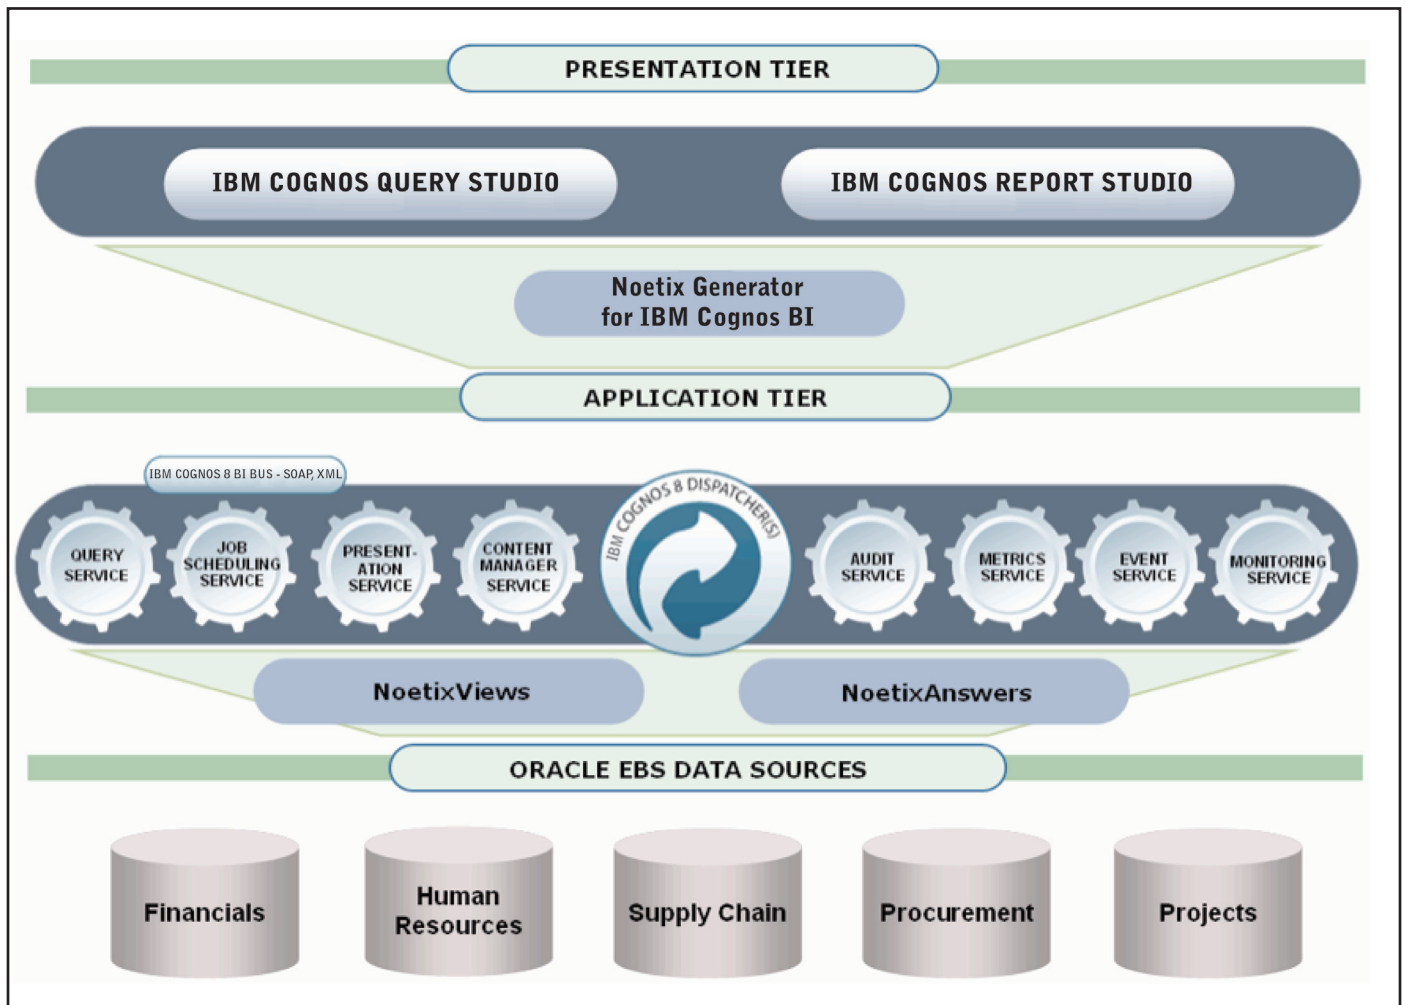 PRESENTATION TIER
IBM COGNOS QUERY STUDIO
IBM COGNOS REPORT STUDIO
Noetix Generator
for IBM Cognos BI
APPLICATION TIER
IBM COGNOS 8 BI BUS - SOAP, XML
QUERY
SERVICE
JOB
SCHEDULING
SERVICE
PRESENT-
ATION
SERVICE
CONTENT
MANAGER
SERVICE
IBM COGNOS 8 DISPATCHER(S)
AUDIT
SERVICE
METRICS
SERVICE
EVENT
SERVICE
MONITORING
SERVICE
NoetixViews
NoetixAnswers
ORACLE EBS DATA SOURCES
Financials
Human
Resources
Supply Chain
Procurement
Projects